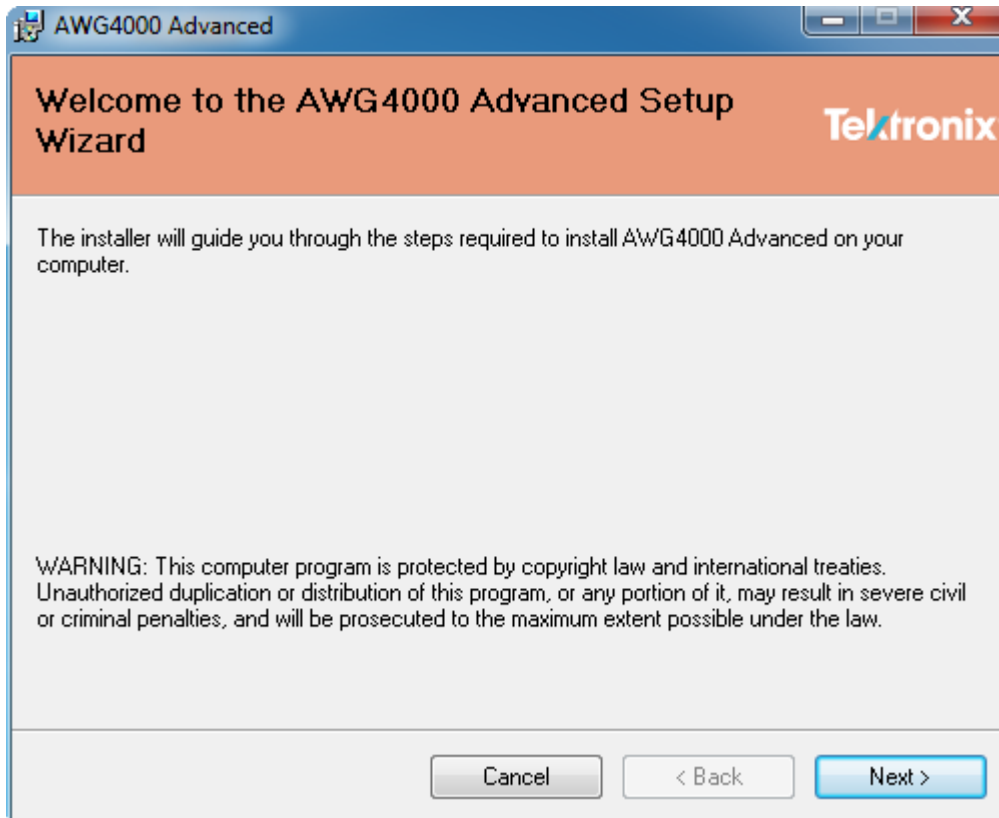 AWG4000 Advanced
Welcome to the AWG4000 Advanced Setup
Wizard
Tektronix
The installer will guide you through the steps required to install AWG4000 Advanced on your
computer.
WARNING: This computer program is protected by copyright law and international treaties.
Unauthorized duplication or distribution of this program, or any portion of it, may result in severe civil
or criminal penalties, and will be prosecuted to the maximum extent possible under the law.
Cancel
< Back
Next >